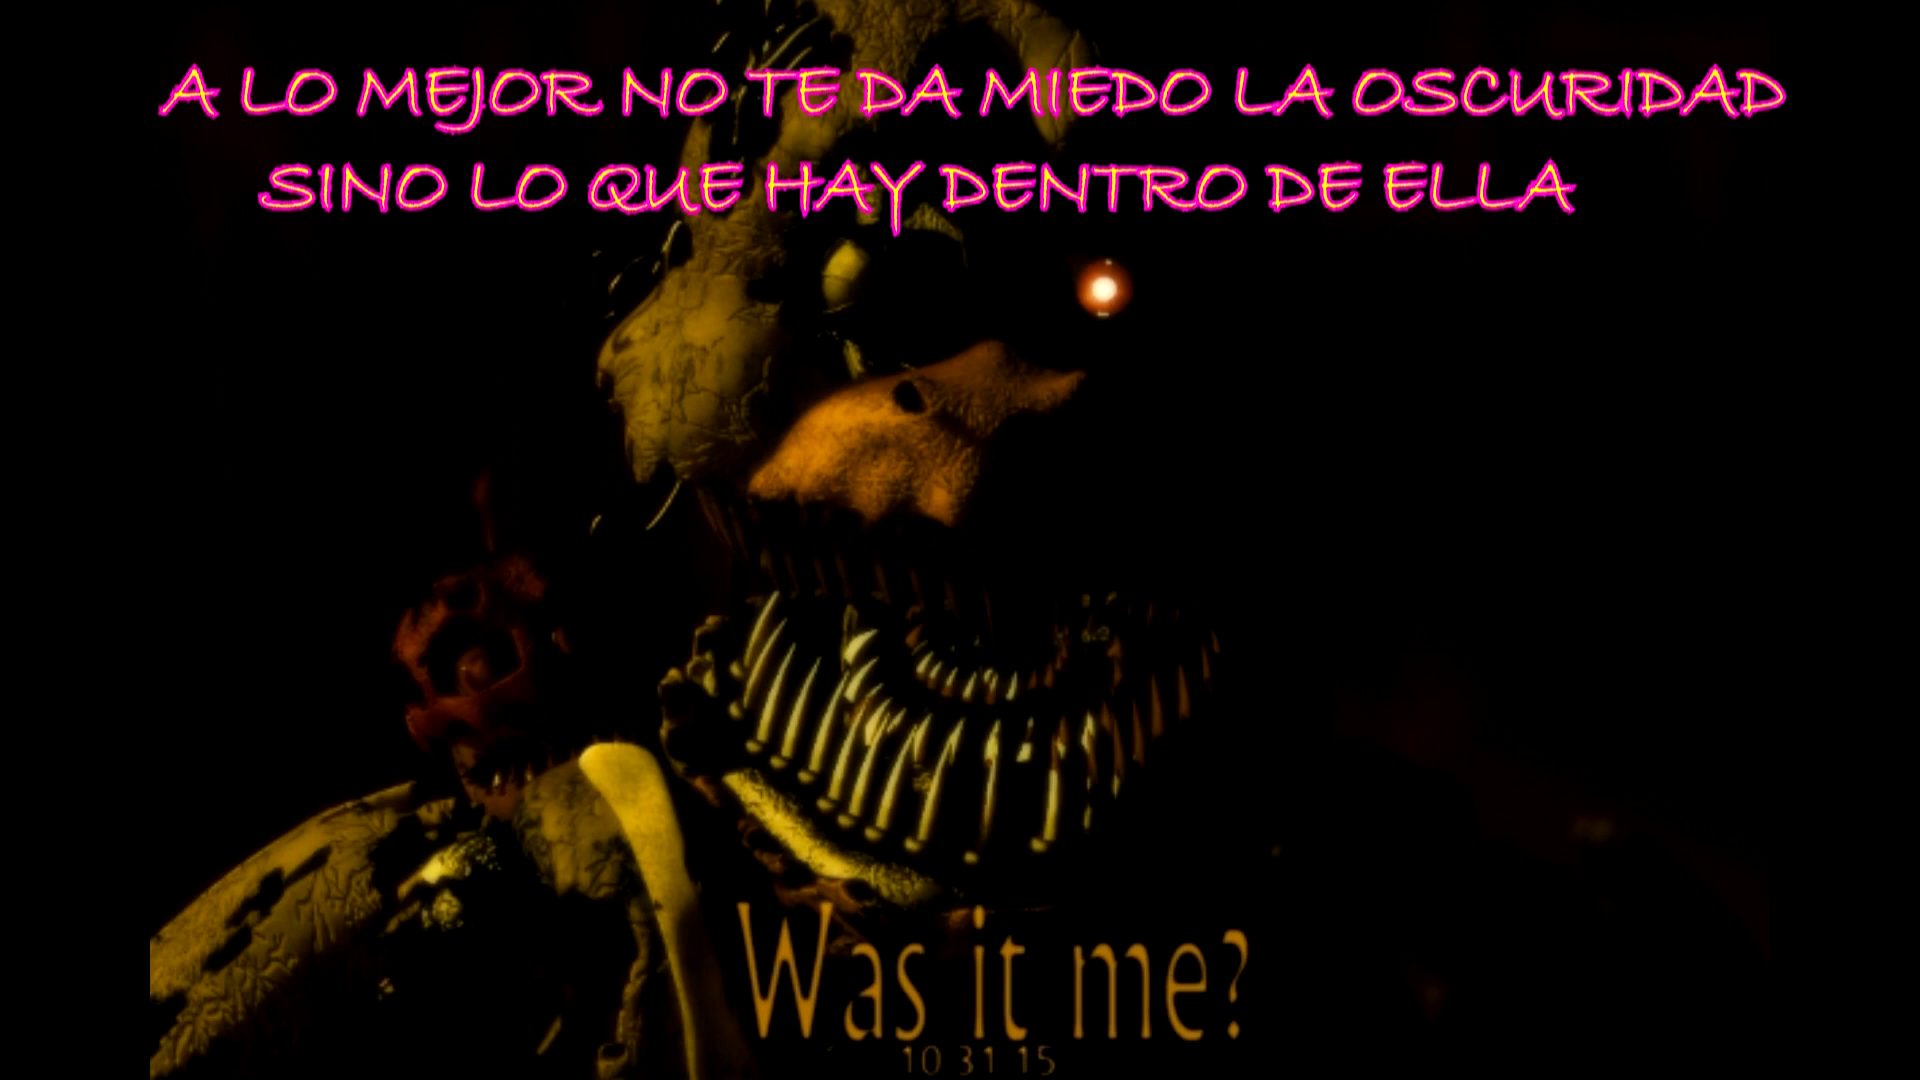 A LO MEJOR NO TE DA MIEDO LA OSCURIDAD
SINO LO QUE HAY DENTRO DE ELLA
Was it me?
10 31 15